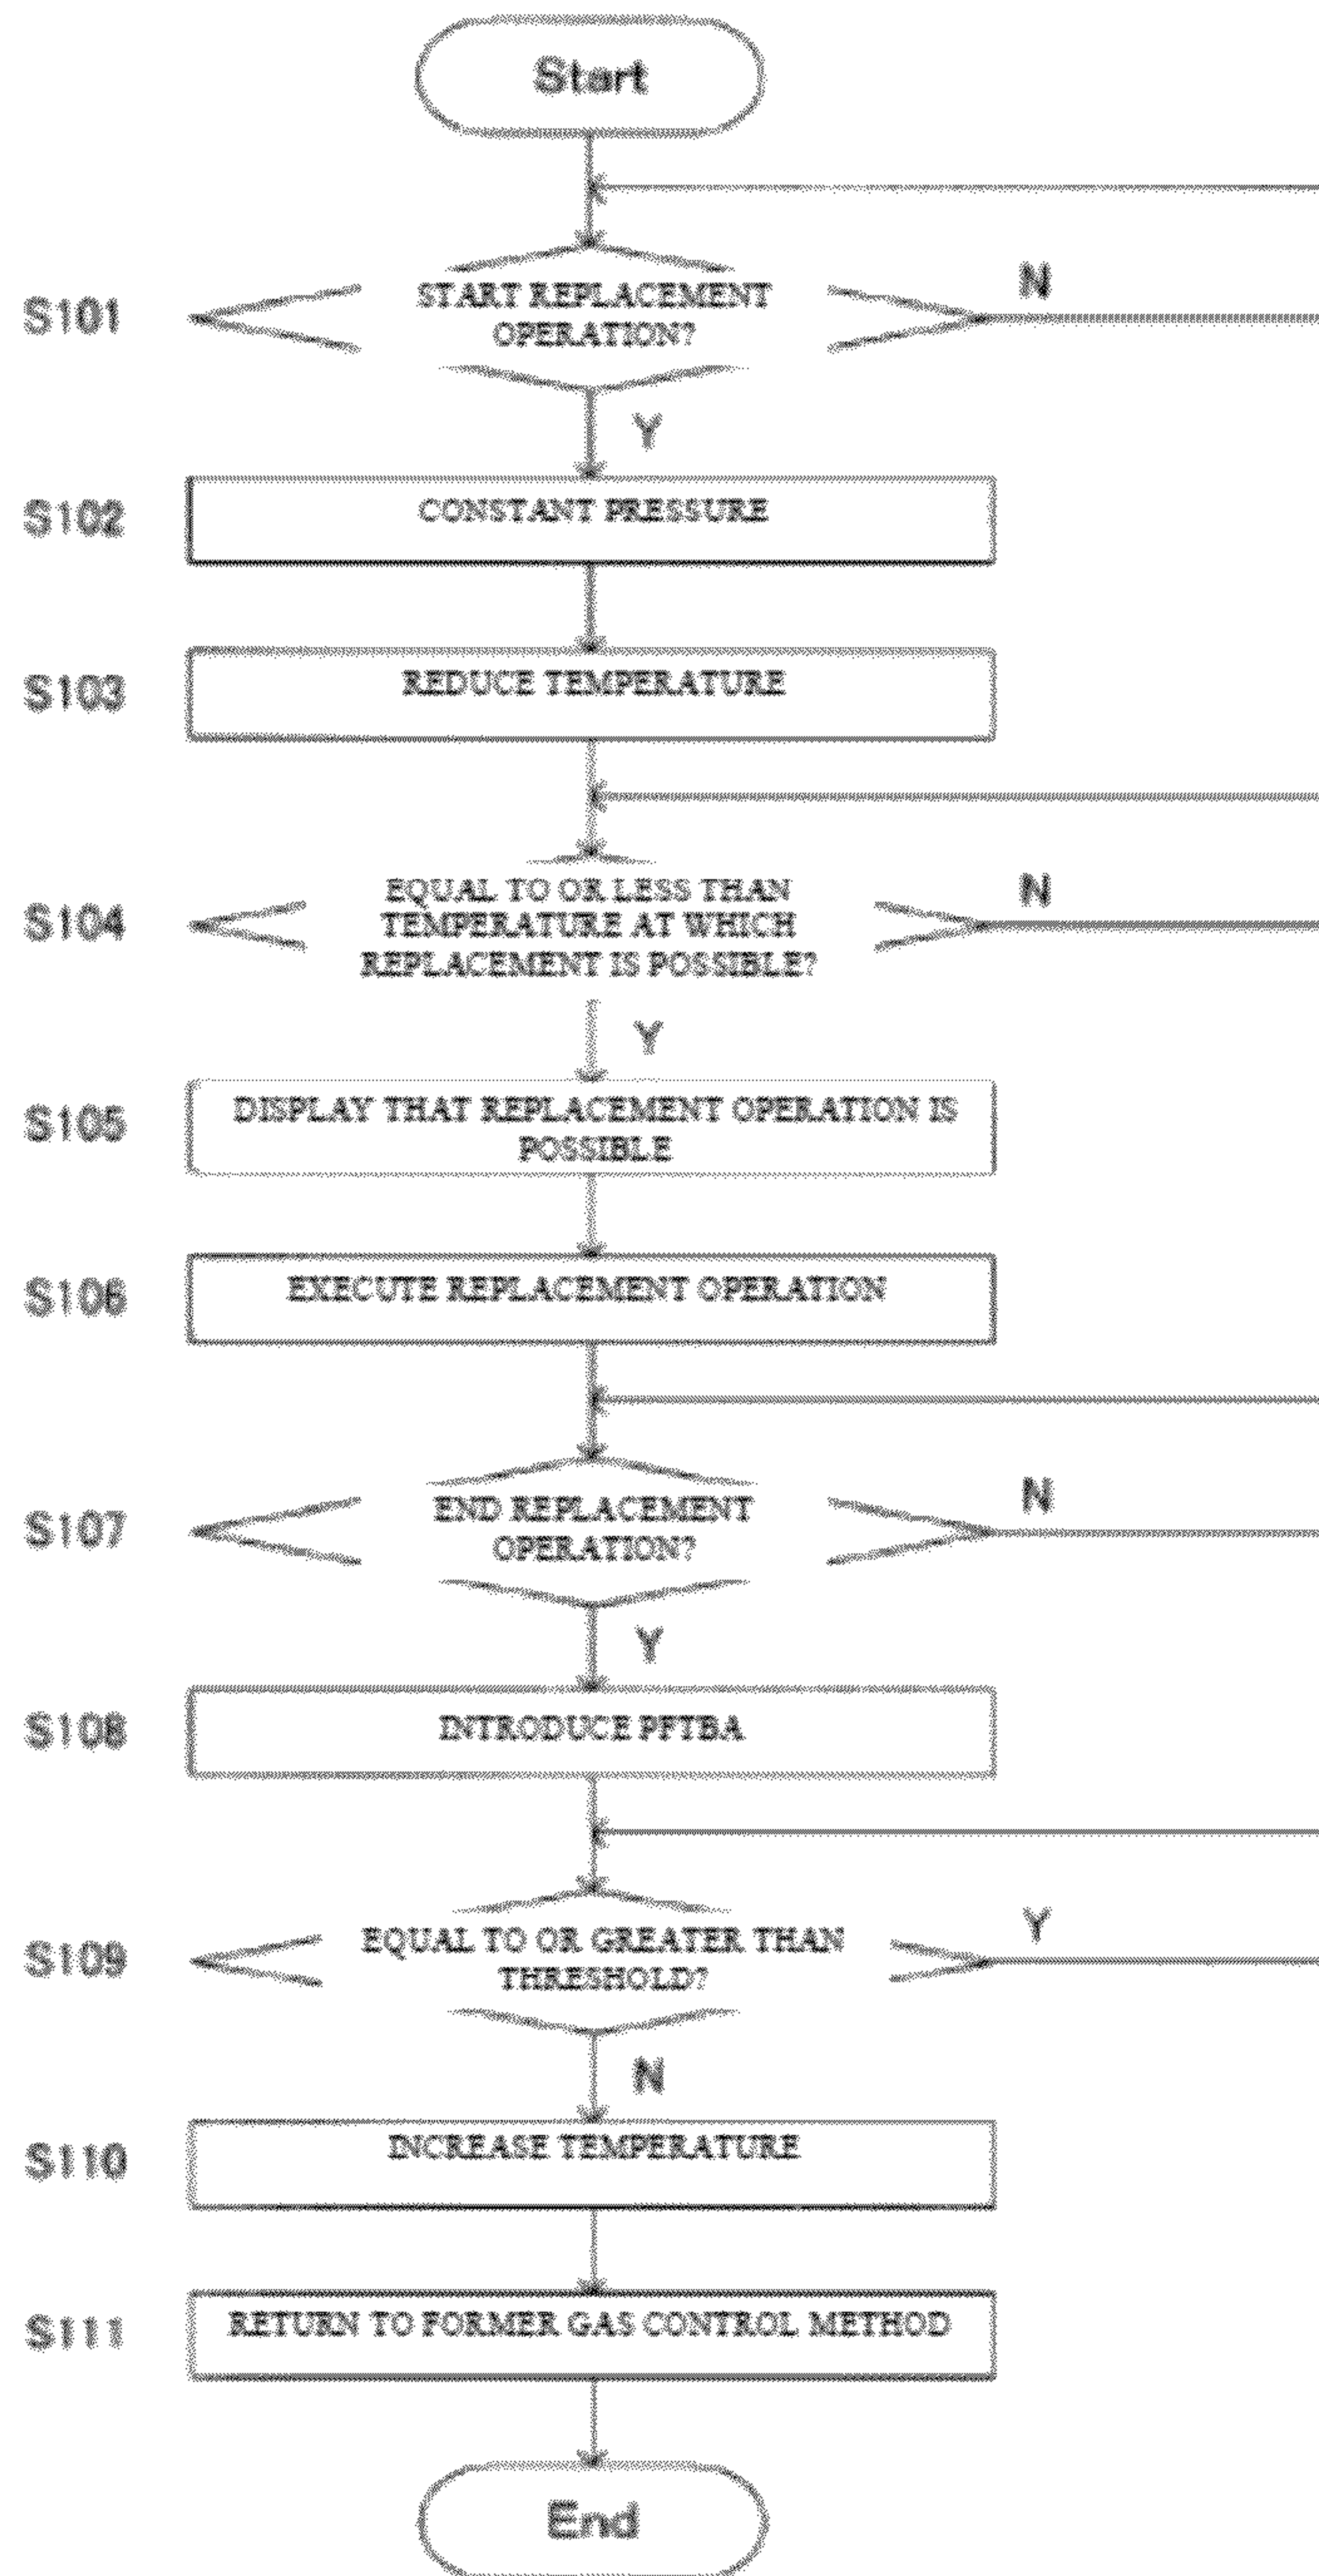 Start
S101
START REPLACEMENT
OPERATION?
N
Y
S102
CONSTANT PRESSURE
S103
REDUCE TEMPERATURE
S104
EQUAL TO OR LESS THAN
TEMPERATURE AT WHICH
REPLACEMENT IS POSSIBLE?
N
Y
S105
DISPLAY THAT REPLACEMENT OPERATION IS
POSSIBLE
S106
EXECUTE REPLACEMENT OPERATION
S107
END REPLACEMENT
OPERATION?
N
Y
S108
INTRODUCE PFTBA
S109
EQUAL TO OR GREATER THAN
THRESHOLD?
Y
N
S110
INCREASE TEMPERATURE
S111
RETURN TO FORMER GAS CONTROL METHOD
End